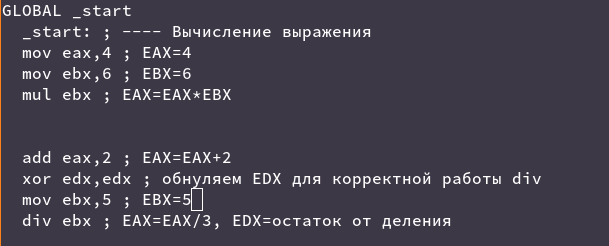 GLOBAL _start
_start: ; ---- Вычисление выражения
mov eax,4 ; EAX=4
mov ebx,6 ; EBX=6
mul ebx ; EAX=EAX*EBX
add eax,2 ; EAX=EAX+2
xor edx,edx ; обнуляем EDX для корректной работы div
mov ebx,5 ; EBX=5
div ebx ; EAX=EAX/3, EDX=остаток от деления